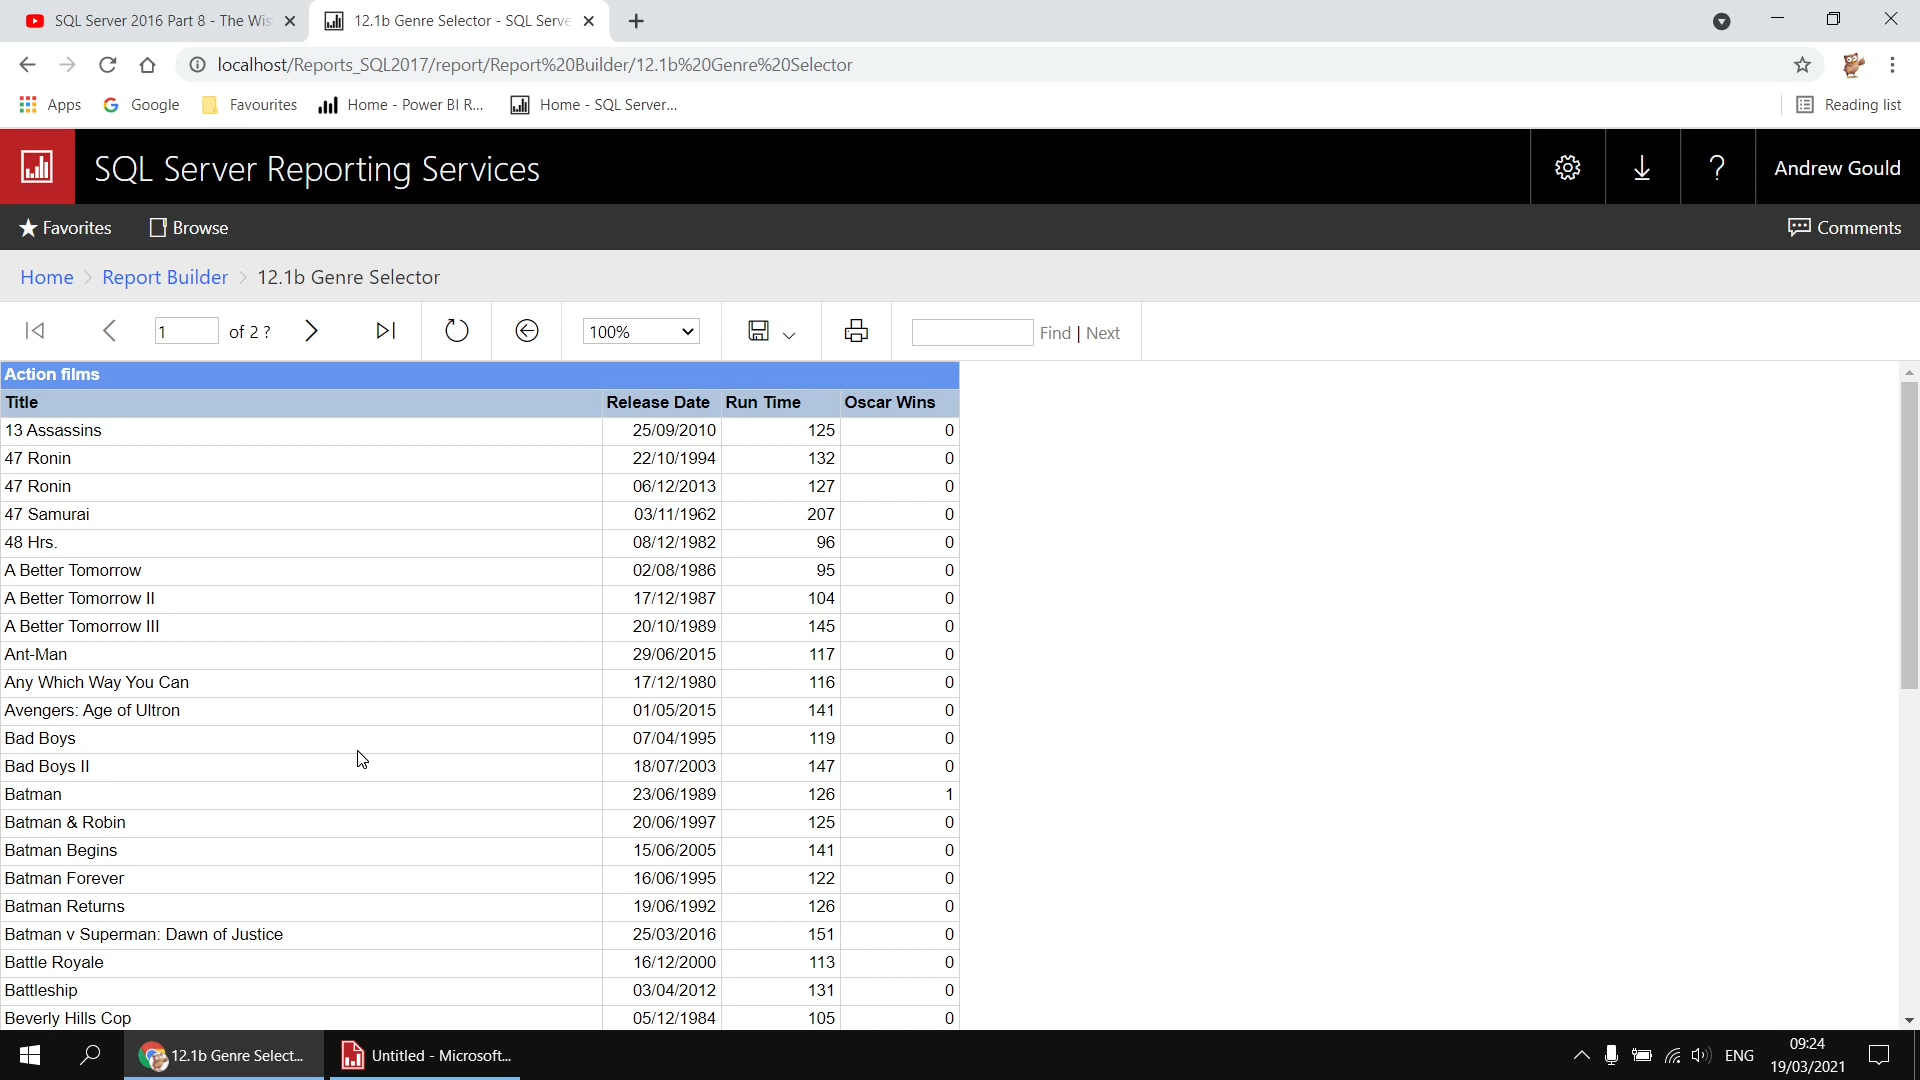 SQL Server 2016 Part 8 - The Wis
12.1b Genre Selector - SQL Serve
localhost/Reports_SQL2017/report/Report%20Builder/12.1b%20Genre%20Selector
Apps Google Favourites Home - Power BI R... Home - SQL Server... Reading list
SQL Server Reporting Services ? Andrew Gould
Favorites Browse Comments
Home > Report Builder > 12.1b Genre Selector
1 of 2 ? 100% Find | Next
Action films
Title Release Date Run Time Oscar Wins
13 Assassins 25/09/2010 125 0
47 Ronin 22/10/1994 132 0
47 Ronin 06/12/2013 127 0
47 Samurai 03/11/1962 207 0
48 Hrs. 08/12/1982 96 0
A Better Tomorrow 02/08/1986 95 0
A Better Tomorrow II 17/12/1987 104 0
A Better Tomorrow III 20/10/1989 145 0
Ant-Man 29/06/2015 117 0
Any Which Way You Can 17/12/1980 116 0
Avengers: Age of Ultron 01/05/2015 141 0
Bad Boys 07/04/1995 119 0
Bad Boys II 18/07/2003 147 0
Batman 23/06/1989 126 1
Batman & Robin 20/06/1997 125 0
Batman Begins 15/06/2005 141 0
Batman Forever 16/06/1995 122 0
Batman Returns 19/06/1992 126 0
Batman v Superman: Dawn of Justice 25/03/2016 151 0
Battle Royale 16/12/2000 113 0
Battleship 03/04/2012 131 0
Beverly Hills Cop 05/12/1984 105 0
12.1b Genre Select... Untitled - Microsoft... ENG 09:24
19/03/2021